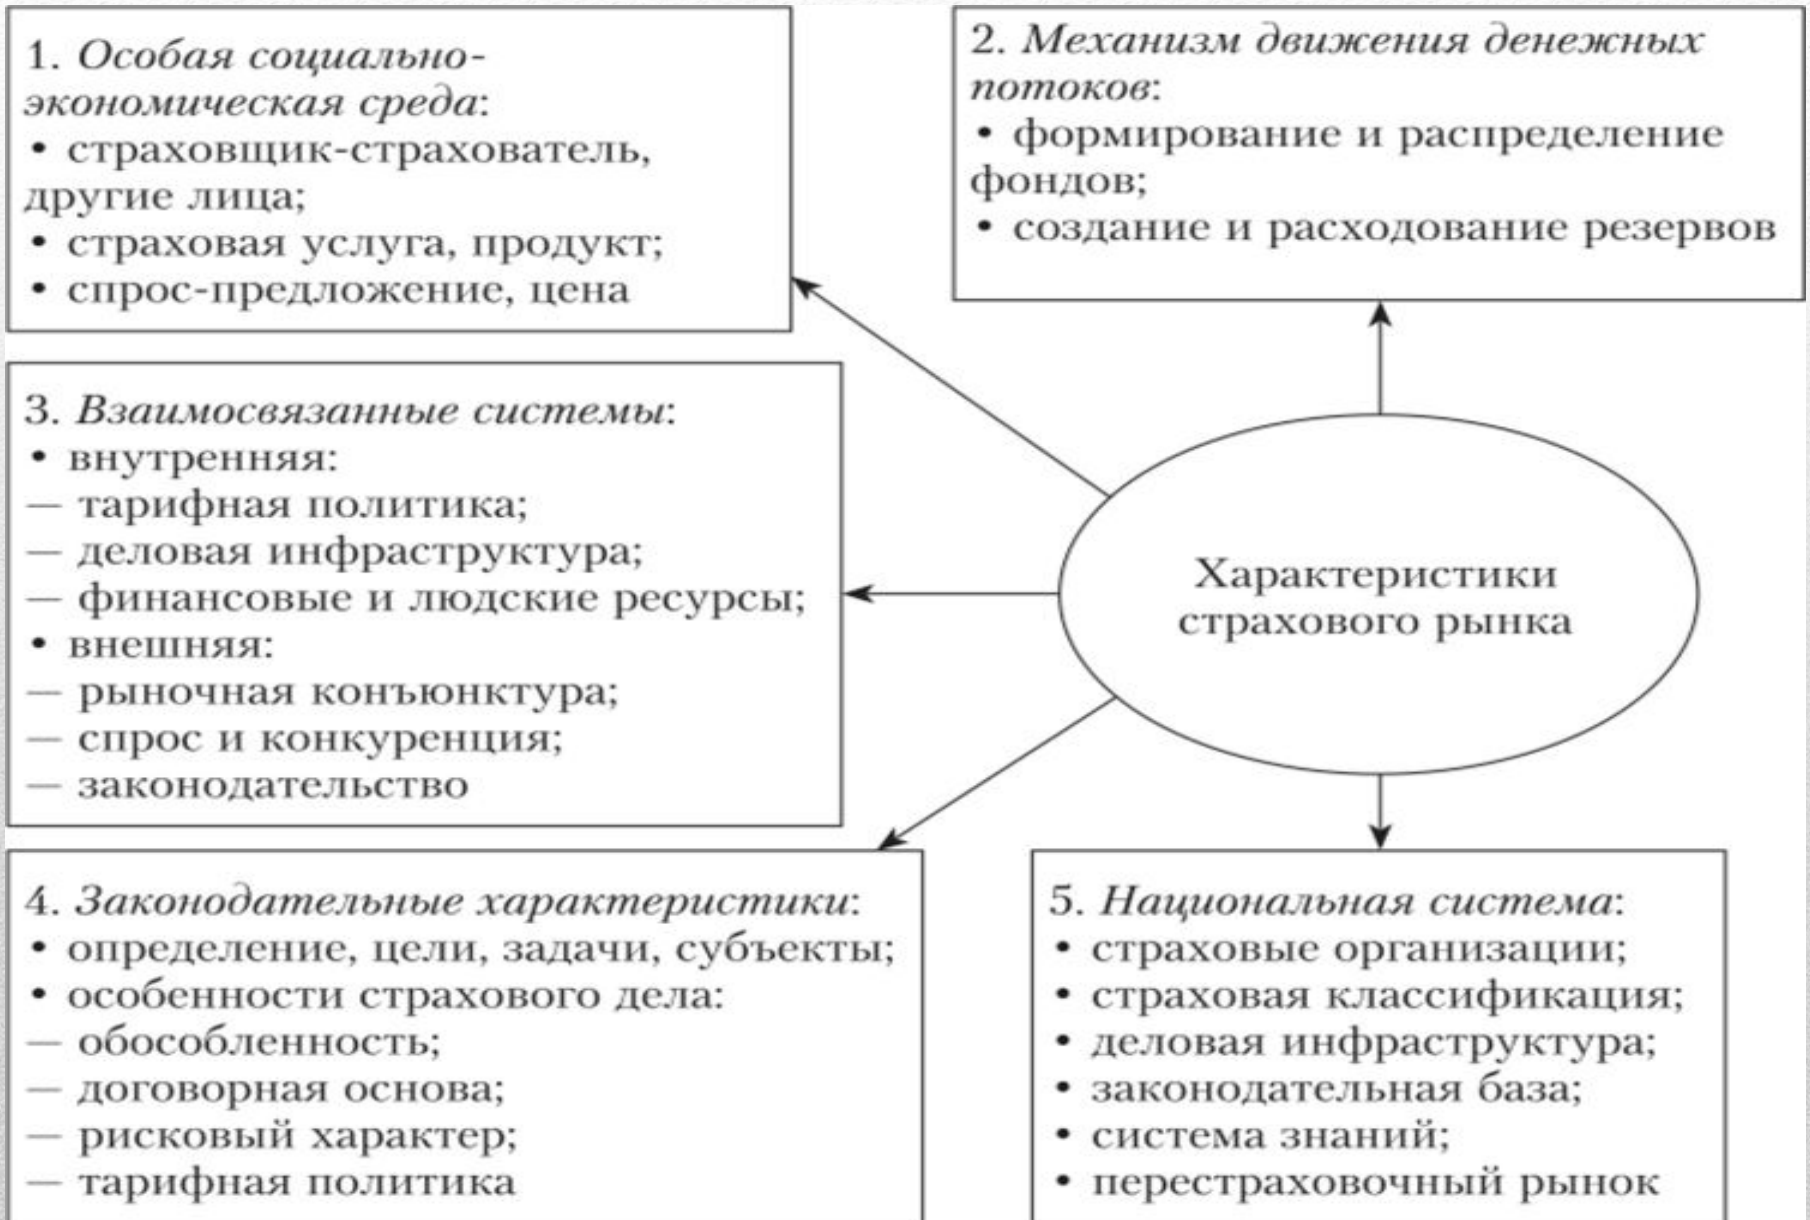 1. Особая социально-
экономическая среда:
• страховщик-страхователь,
другие лица;
• страховая услуга, продукт;
• спрос-предложение, цена
2. Механизм движения денежных
потоков:
• формирование и распределение
фондов;
• создание и расходование резервов
3. Взаимосвязанные системы:
• внутренняя:
— тарифная политика;
— деловая инфраструктура;
— финансовые и людские ресурсы;
• внешняя:
— рыночная конъюнктура;
— спрос и конкуренция;
— законодательство
Характеристики
страхового рынка
4. Законодательные характеристики:
• определение, цели, задачи, субъекты;
• особенности страхового дела:
— обособленность;
— договорная основа;
— рисковый характер;
— тарифная политика
5. Национальная система:
• страховые организации;
• страховая классификация;
• деловая инфраструктура;
• законодательная база;
• система знаний;
• перестраховочный рынок